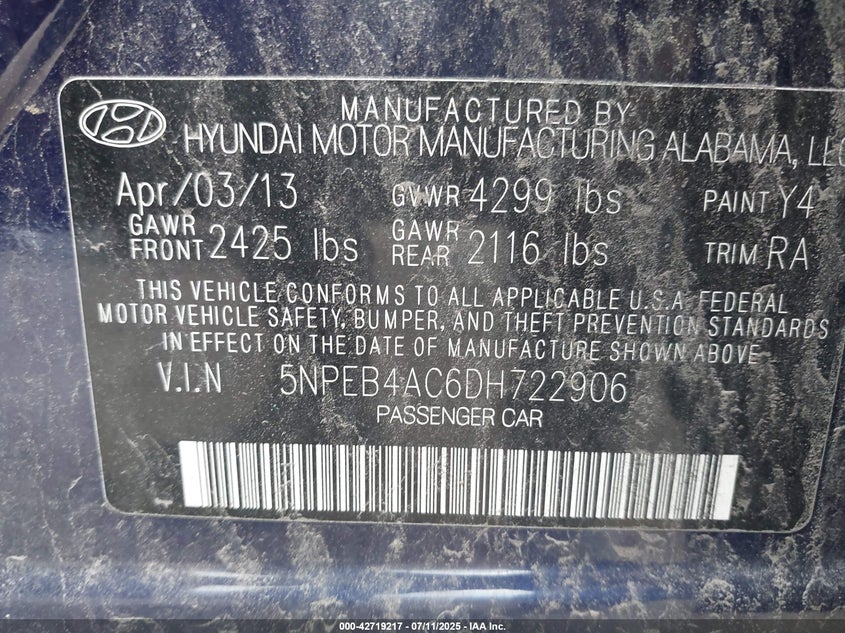 MANUFACTURED BY
HYUNDAI MOTOR MANUFACTURING ALABAMA, LLC
Apr/03/13 GVWR 4299 lbs PAINT Y4
GAWR FRONT 2425 lbs GAWR REAR 2116 lbs TRIM RA
THIS VEHICLE CONFORMS TO ALL APPLICABLE U.S.A. FEDERAL
MOTOR VEHICLE SAFETY, BUMPER, AND THEFT PREVENTION STANDARDS
IN EFFECT ON THE DATE OF MANUFACTURE SHOWN ABOVE
V.I.N 5NPEB4AC6DH722906
PASSENGER CAR
000-42719217 - 07/11/2025 - IAA Inc.